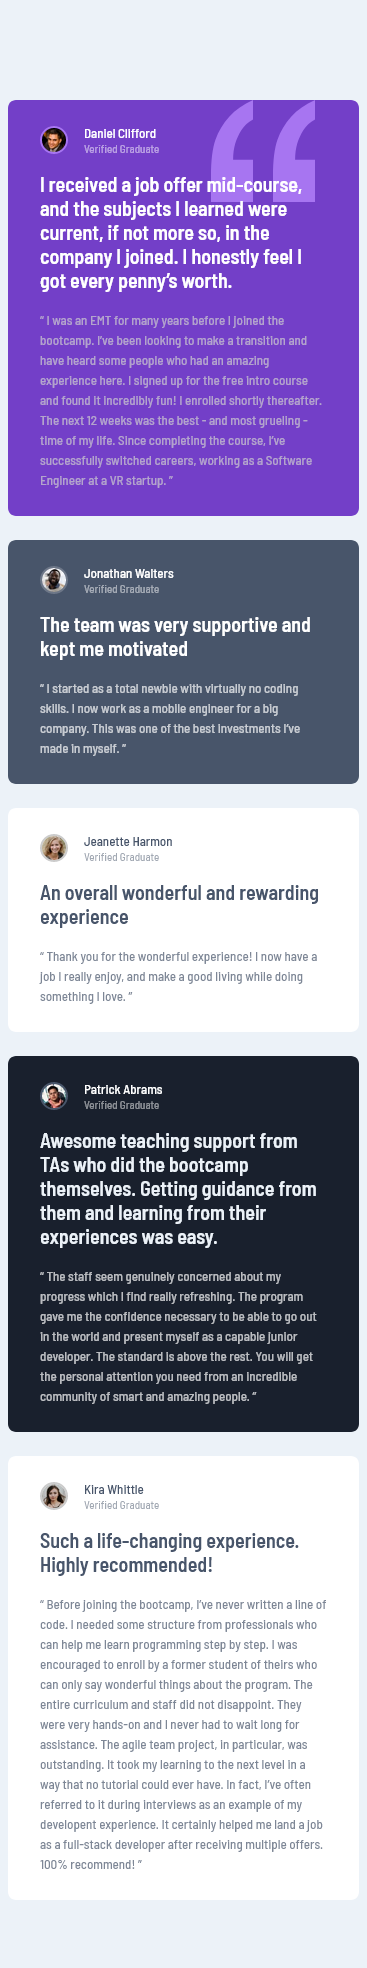 Daniel Clifford
Verified Graduate
I received a job offer mid-course,
and the subjects I learned were
current, if not more so, in the
company I joined. I honestly feel I
got every penny’s worth.
“ I was an EMT for many years before I joined the
bootcamp. I’ve been looking to make a transition and
have heard some people who had an amazing
experience here. I signed up for the free intro course
and found it incredibly fun! I enrolled shortly thereafter.
The next 12 weeks was the best - and most grueling -
time of my life. Since completing the course, I’ve
successfully switched careers, working as a Software
Engineer at a VR startup. ”
Jonathan Walters
Verified Graduate
The team was very supportive and
kept me motivated
“ I started as a total newbie with virtually no coding
skills. I now work as a mobile engineer for a big
company. This was one of the best investments I’ve
made in myself. ”
Jeanette Harmon
Verified Graduate
An overall wonderful and rewarding
experience
“ Thank you for the wonderful experience! I now have a
job I really enjoy, and make a good living while doing
something I love. ”
Patrick Abrams
Verified Graduate
Awesome teaching support from
TAs who did the bootcamp
themselves. Getting guidance from
them and learning from their
experiences was easy.
“ The staff seem genuinely concerned about my
progress which I find really refreshing. The program
gave me the confidence necessary to be able to go out
in the world and present myself as a capable junior
developer. The standard is above the rest. You will get
the personal attention you need from an incredible
community of smart and amazing people. ”
Kira Whittle
Verified Graduate
Such a life-changing experience.
Highly recommended!
“ Before joining the bootcamp, I’ve never written a line of
code. I needed some structure from professionals who
can help me learn programming step by step. I was
encouraged to enroll by a former student of theirs who
can only say wonderful things about the program. The
entire curriculum and staff did not disappoint. They
were very hands-on and I never had to wait long for
assistance. The agile team project, in particular, was
outstanding. It took my learning to the next level in a
way that no tutorial could ever have. In fact, I’ve often
referred to it during interviews as an example of my
developent experience. It certainly helped me land a job
as a full-stack developer after receiving multiple offers.
100% recommend! ”